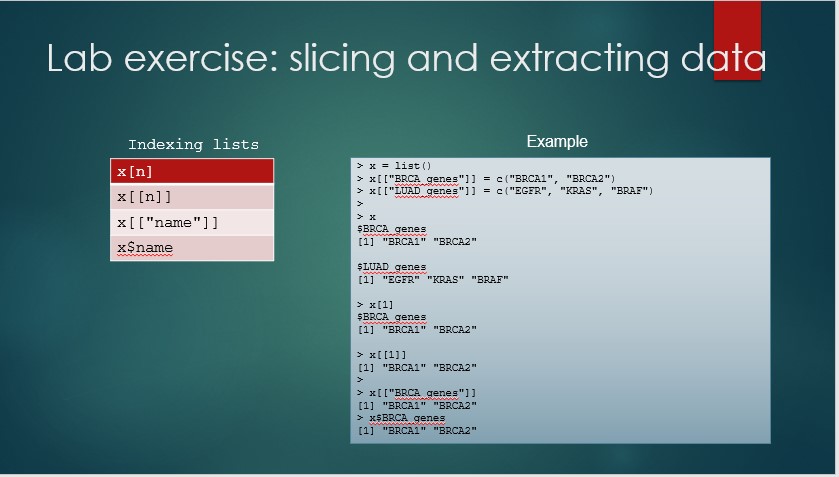 Lab exercise: slicing and extracting data
Indexing lists
x[n]
x[[n]]
x[["name"]]
x$name
Example
> x = list()
> x[["BRCA_genes"]] = c("BRCA1", "BRCA2")
> x[["LUAD_genes"]] = c("EGFR", "KRAS", "BRAF")
>
> x
$BRCA_genes
[1] "BRCA1" "BRCA2"
$LUAD_genes
[1] "EGFR" "KRAS" "BRAF"
> x[1]
$BRCA_genes
[1] "BRCA1" "BRCA2"
> x[[1]]
[1] "BRCA1" "BRCA2"
>
> x[["BRCA_genes"]]
[1] "BRCA1" "BRCA2"
> x$BRCA_genes
[1] "BRCA1" "BRCA2"